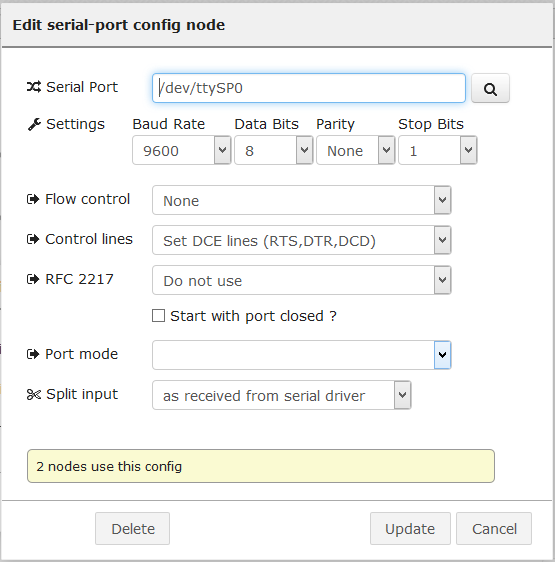 Edit serial-port config node
Serial Port /dev/ttySP0
Settings Baud Rate Data Bits Parity Stop Bits
9600 8 None 1
Flow control None
Control lines Set DCE lines (RTS,DTR,DCD)
RFC 2217 Do not use
Start with port closed ?
Port mode
Split input as received from serial driver
2 nodes use this config
Delete Update Cancel